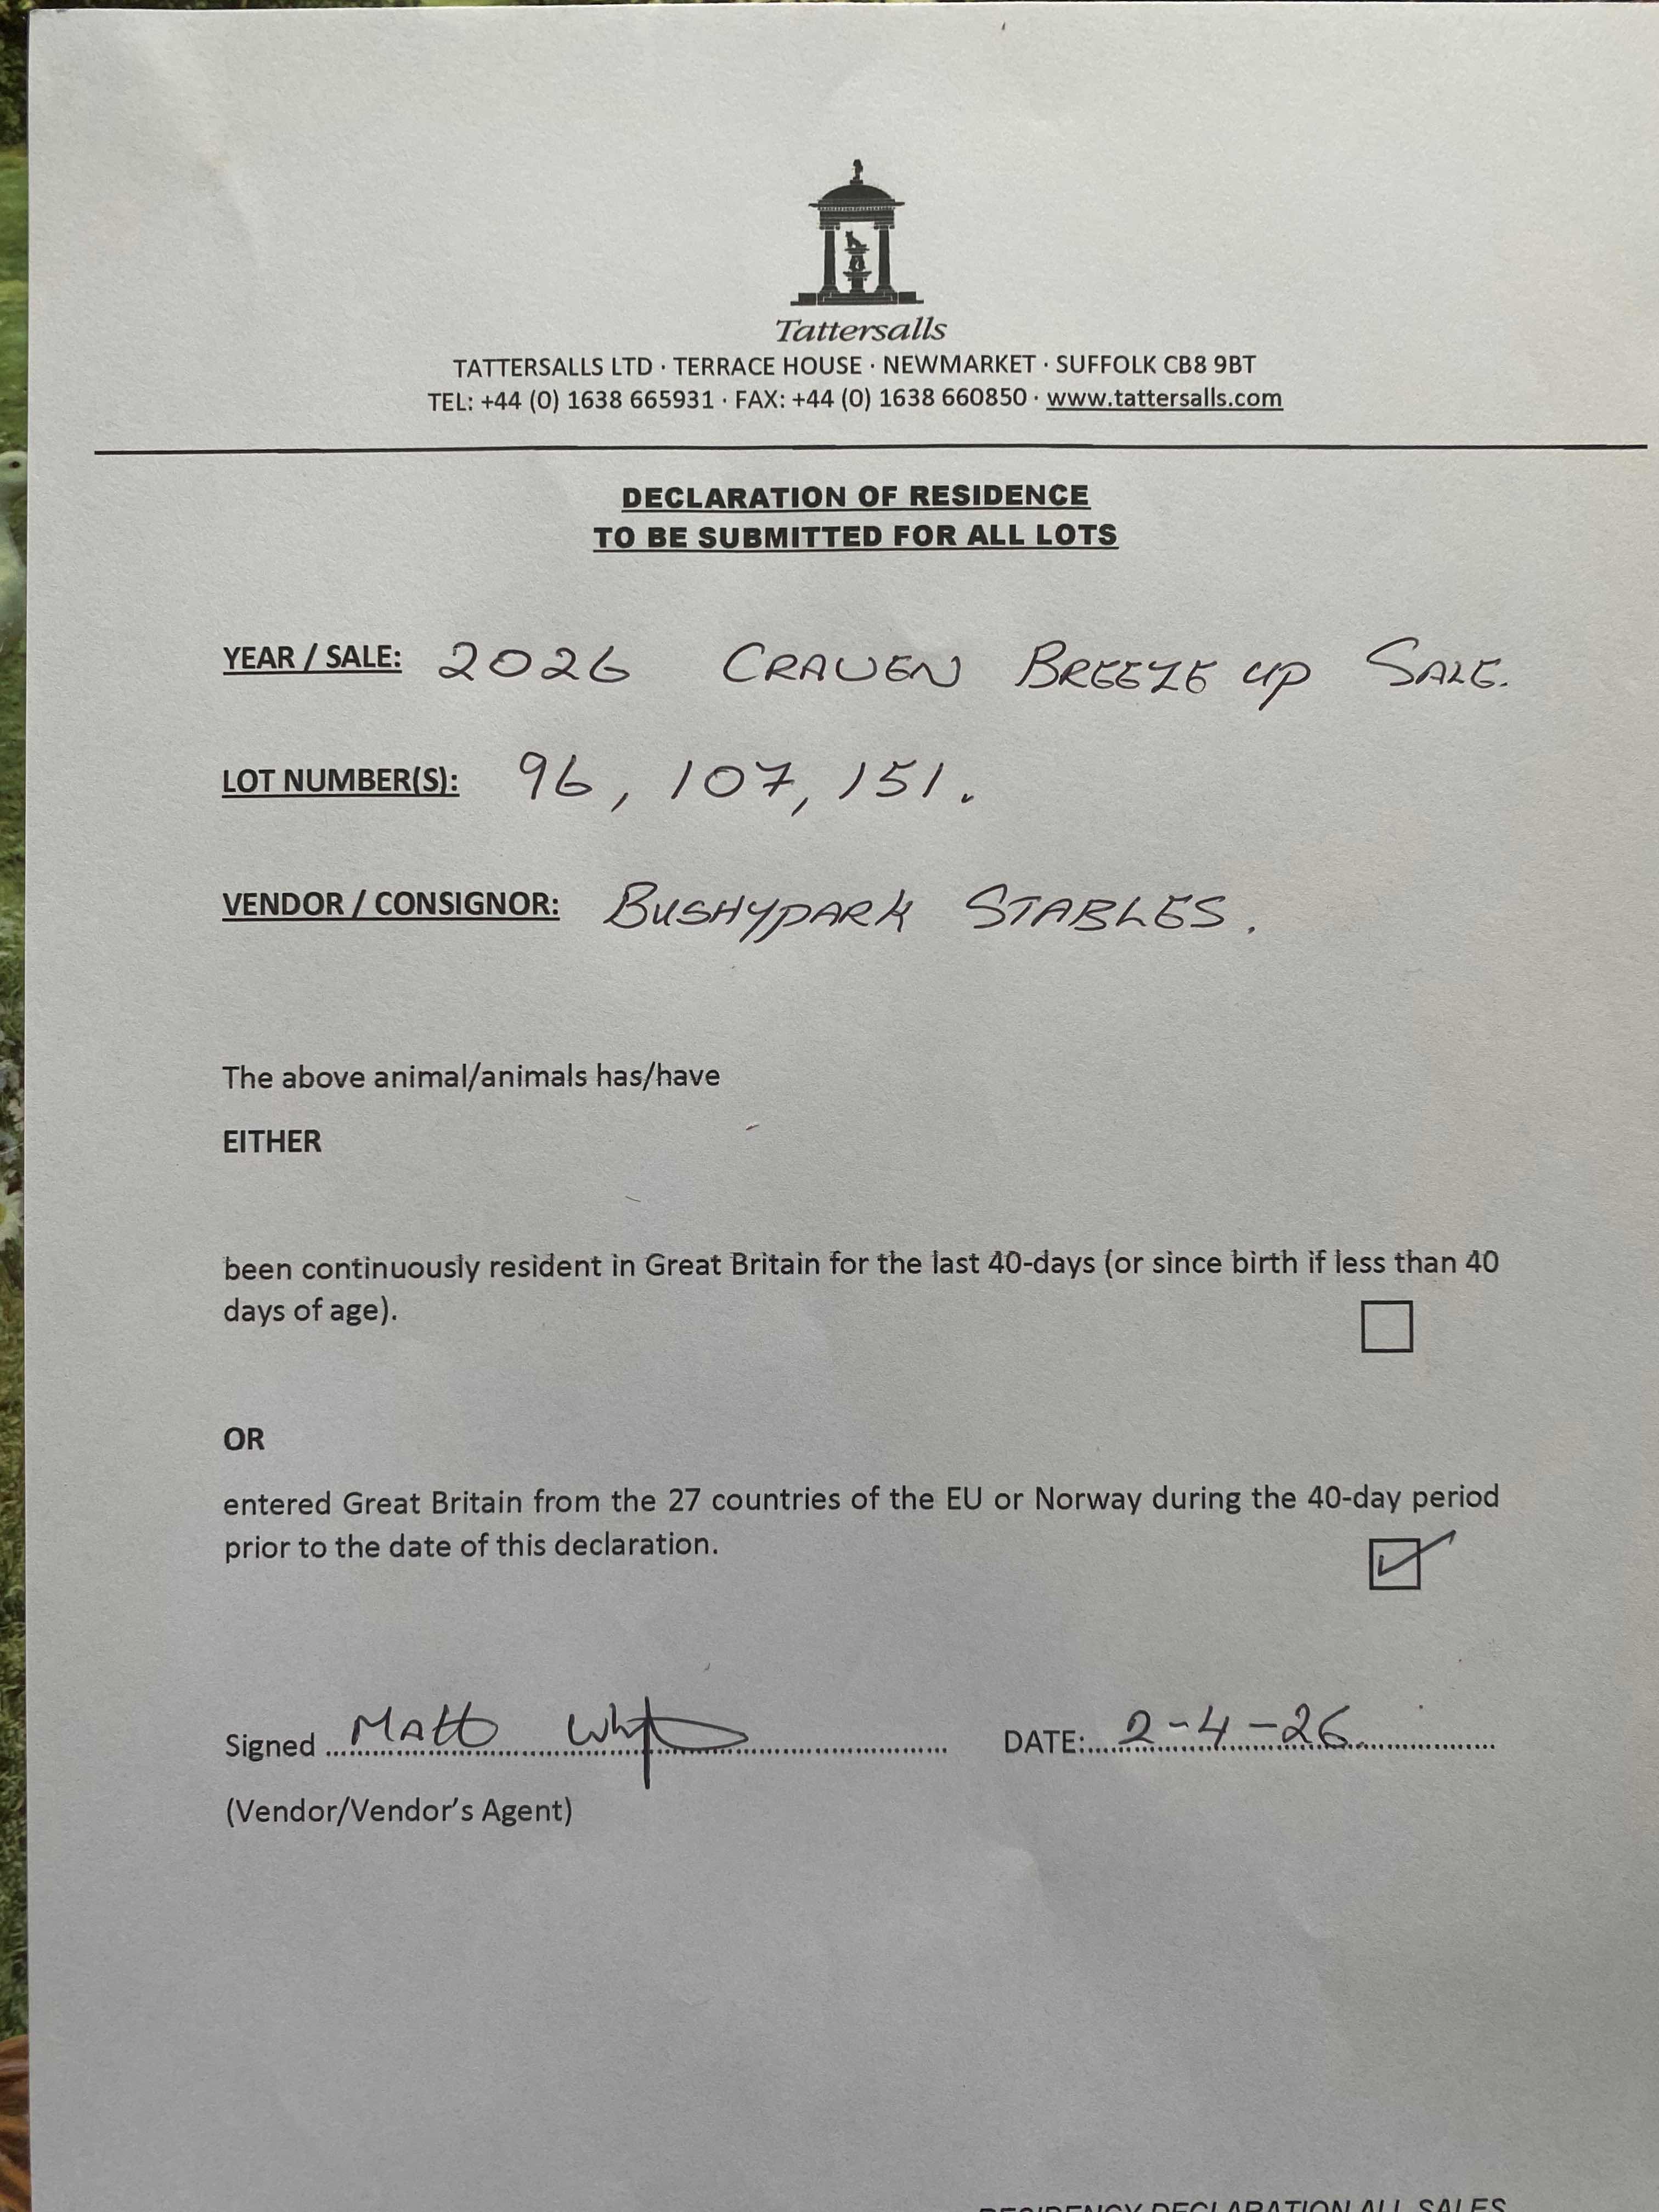 Tattersalls
TATTERSALLS LTD · TERRACE HOUSE · NEWMARKET · SUFFOLK CB8 9BT
TEL: +44 (0) 1638 665931 · FAX: +44 (0) 1638 660850 · www.tattersalls.com
DECLARATION OF RESIDENCE
TO BE SUBMITTED FOR ALL LOTS
YEAR / SALE: 2026 CRAVEN BREEZE UP SALE.
LOT NUMBER(S): 96, 107, 151.
VENDOR / CONSIGNOR: BUSHYPARK STABLES.
The above animal/animals has/have
EITHER
been continuously resident in Great Britain for the last 40-days (or since birth if less than 40
days of age).
OR
entered Great Britain from the 27 countries of the EU or Norway during the 40-day period
prior to the date of this declaration.
Signed Matt DATE: 2-4-26
(Vendor/Vendor's Agent)
RESIDENCY DECLARATION ALL SALES